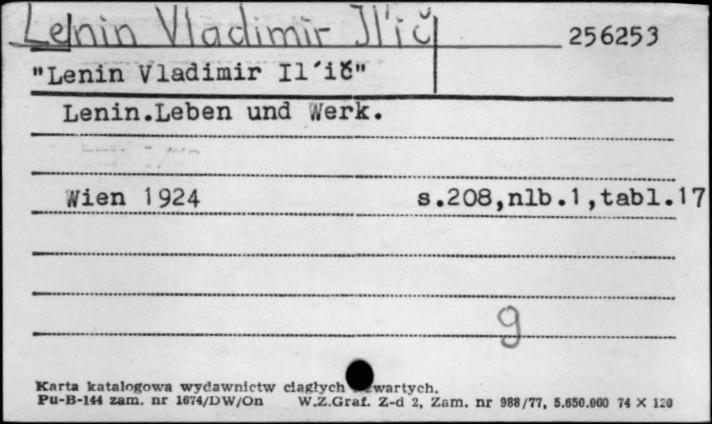 Lenin Vladimir Il'ič 256253
"Lenin Vladimir Il´ič"
Lenin.Leben und Werk.
Wien 1924 s.208,nlb.1,tabl.17
9
Karta katalogowa wydawnictw ciągłych wartych.
Pu-B-144 zam. nr 1674/DW/On W.Z.Graf. Z-d 2, Zam. nr 988/77, 5.650.000 74 X 120